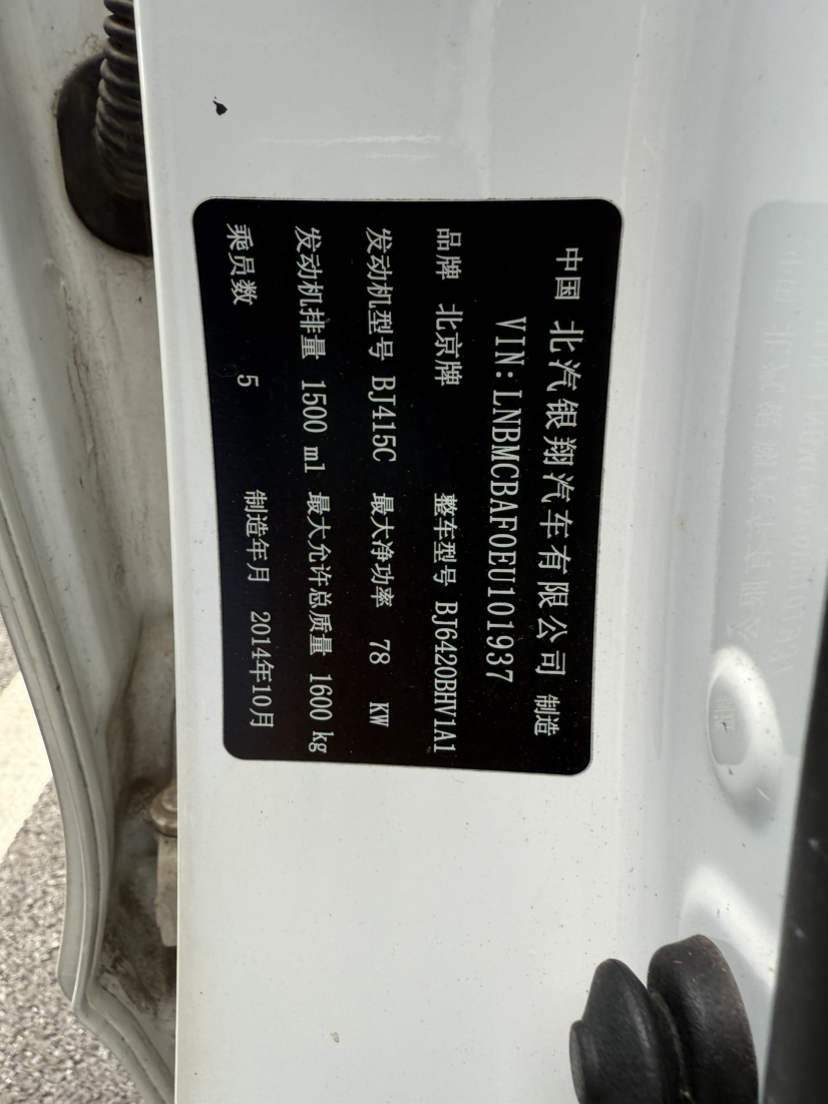 中国 北汽银翔汽车有限公司 制造
VIN:LNBMCBAF0EU101937
品牌 北京牌 整车型号 BJ6420BHV1A1
发动机型号 BJ415C 最大净功率 78 KW
发动机排量 1500 ml 最大允许总质量 1600 kg
乘员数 5 制造年月 2014年10月